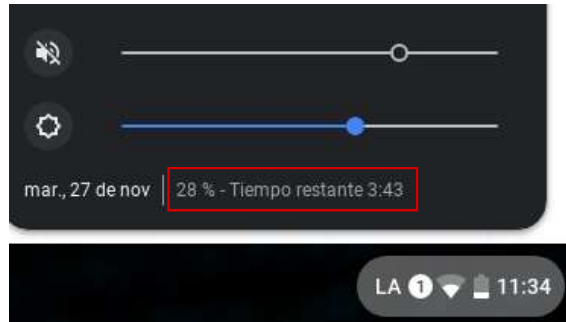 mar., 27 de nov | 28 % - Tiempo restante 3:43
LA 1 11:34